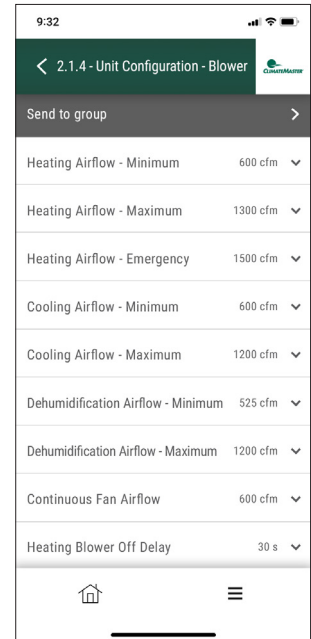 9:32
2.1.4 - Unit Configuration - Blower
CLIMATEMASTER
Send to group
Heating Airflow - Minimum 600 cfm
Heating Airflow - Maximum 1300 cfm
Heating Airflow - Emergency 1500 cfm
Cooling Airflow - Minimum 600 cfm
Cooling Airflow - Maximum 1200 cfm
Dehumidification Airflow - Minimum 525 cfm
Dehumidification Airflow - Maximum 1200 cfm
Continuous Fan Airflow 600 cfm
Heating Blower Off Delay 30 s